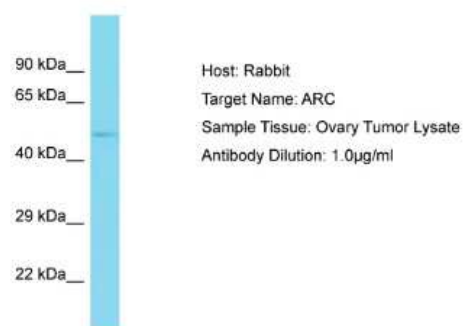 90 kDa__
65 kDa__
40 kDa__
29 kDa__
22 kDa__
Host: Rabbit
Target Name: ARC
Sample Tissue: Ovary Tumor Lysate
Antibody Dilution: 1.0µg/ml